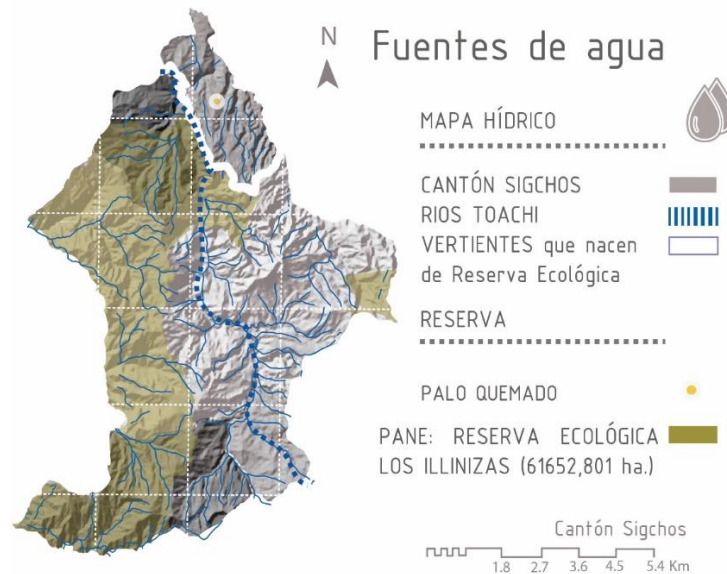 N
Fuentes de agua
MAPA HÍDRICO
CANTÓN SIGCHOS
RIOS TOACHI
VERTIENTES que nacen
de Reserva Ecológica
RESERVA
PALO QUEMADO
PANE: RESERVA ECOLÓGICA
LOS ILLINIZAS (61652,801 ha.)
Cantón Sigchos
1.8 2.7 3.6 4.5 5.4 Km